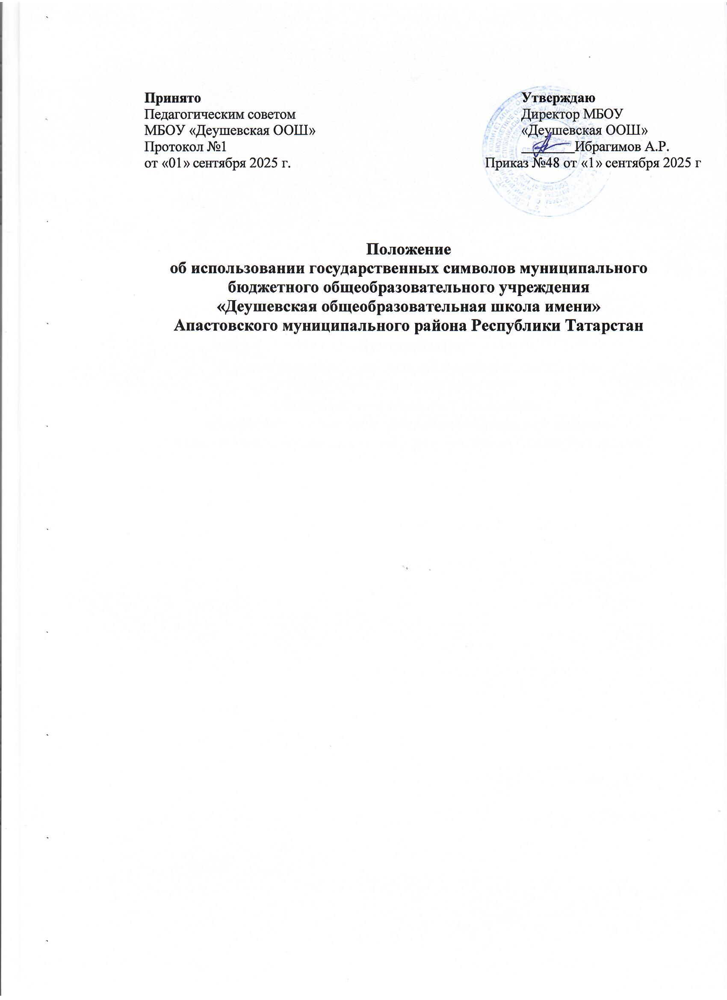 Принято
Педагогическим советом
МБОУ «Деушевская ООШ»
Протокол №1
от «01» сентября 2025 г.
Утверждаю
Директор МБОУ
«Деушевская ООШ»
Ибрагимов А.Р.
Приказ №48 от «1» сентября 2025 г
Положение
об использовании государственных символов муниципального
бюджетного общеобразовательного учреждения
«Деушевская общеобразовательная школа имени»
Апастовского муниципального района Республики Татарстан